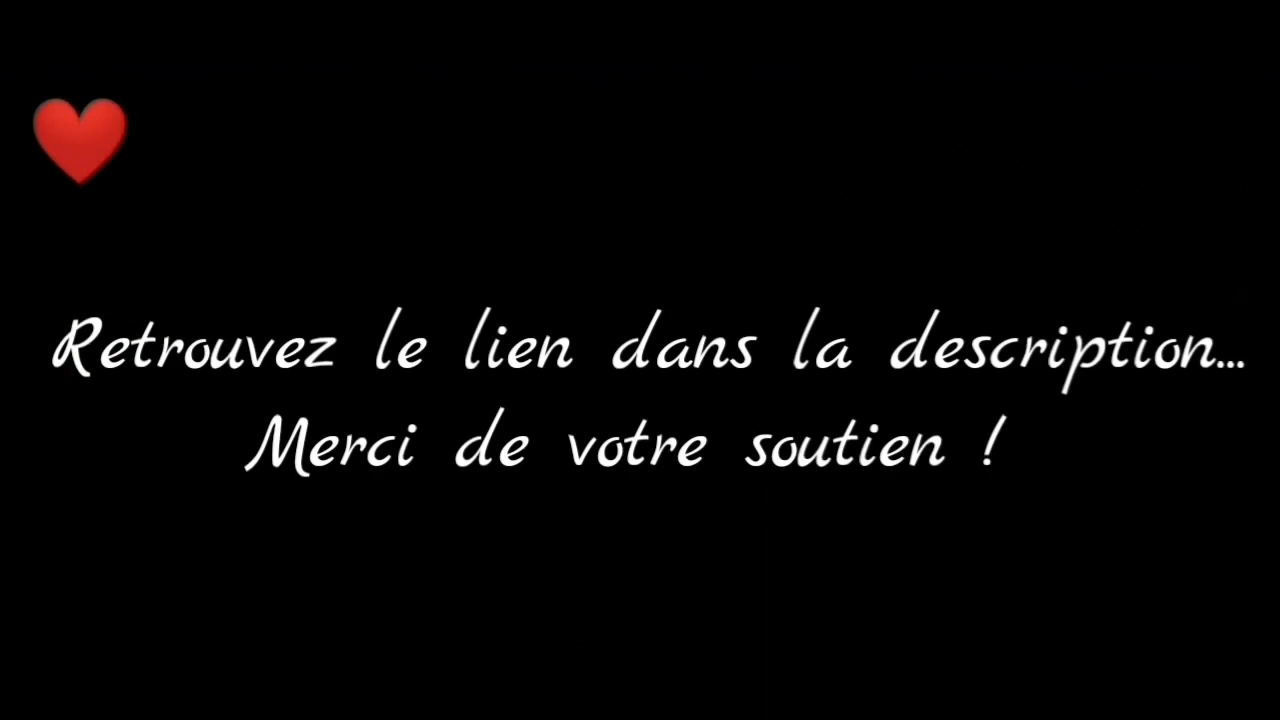 Retrouvez le lien dans la description...
Merci de votre soutien !